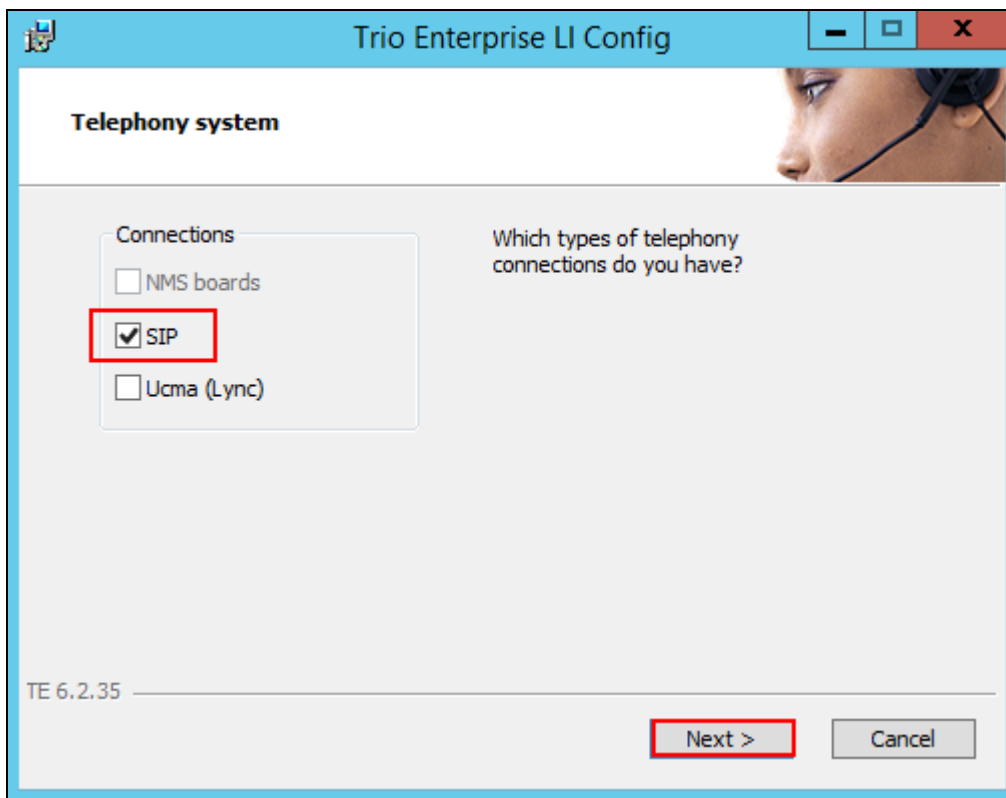 Trio Enterprise LI Config
Telephony system
Connections
NMS boards
SIP
Ucma (Lync)
Which types of telephony
connections do you have?
TE 6.2.35
Next >
Cancel